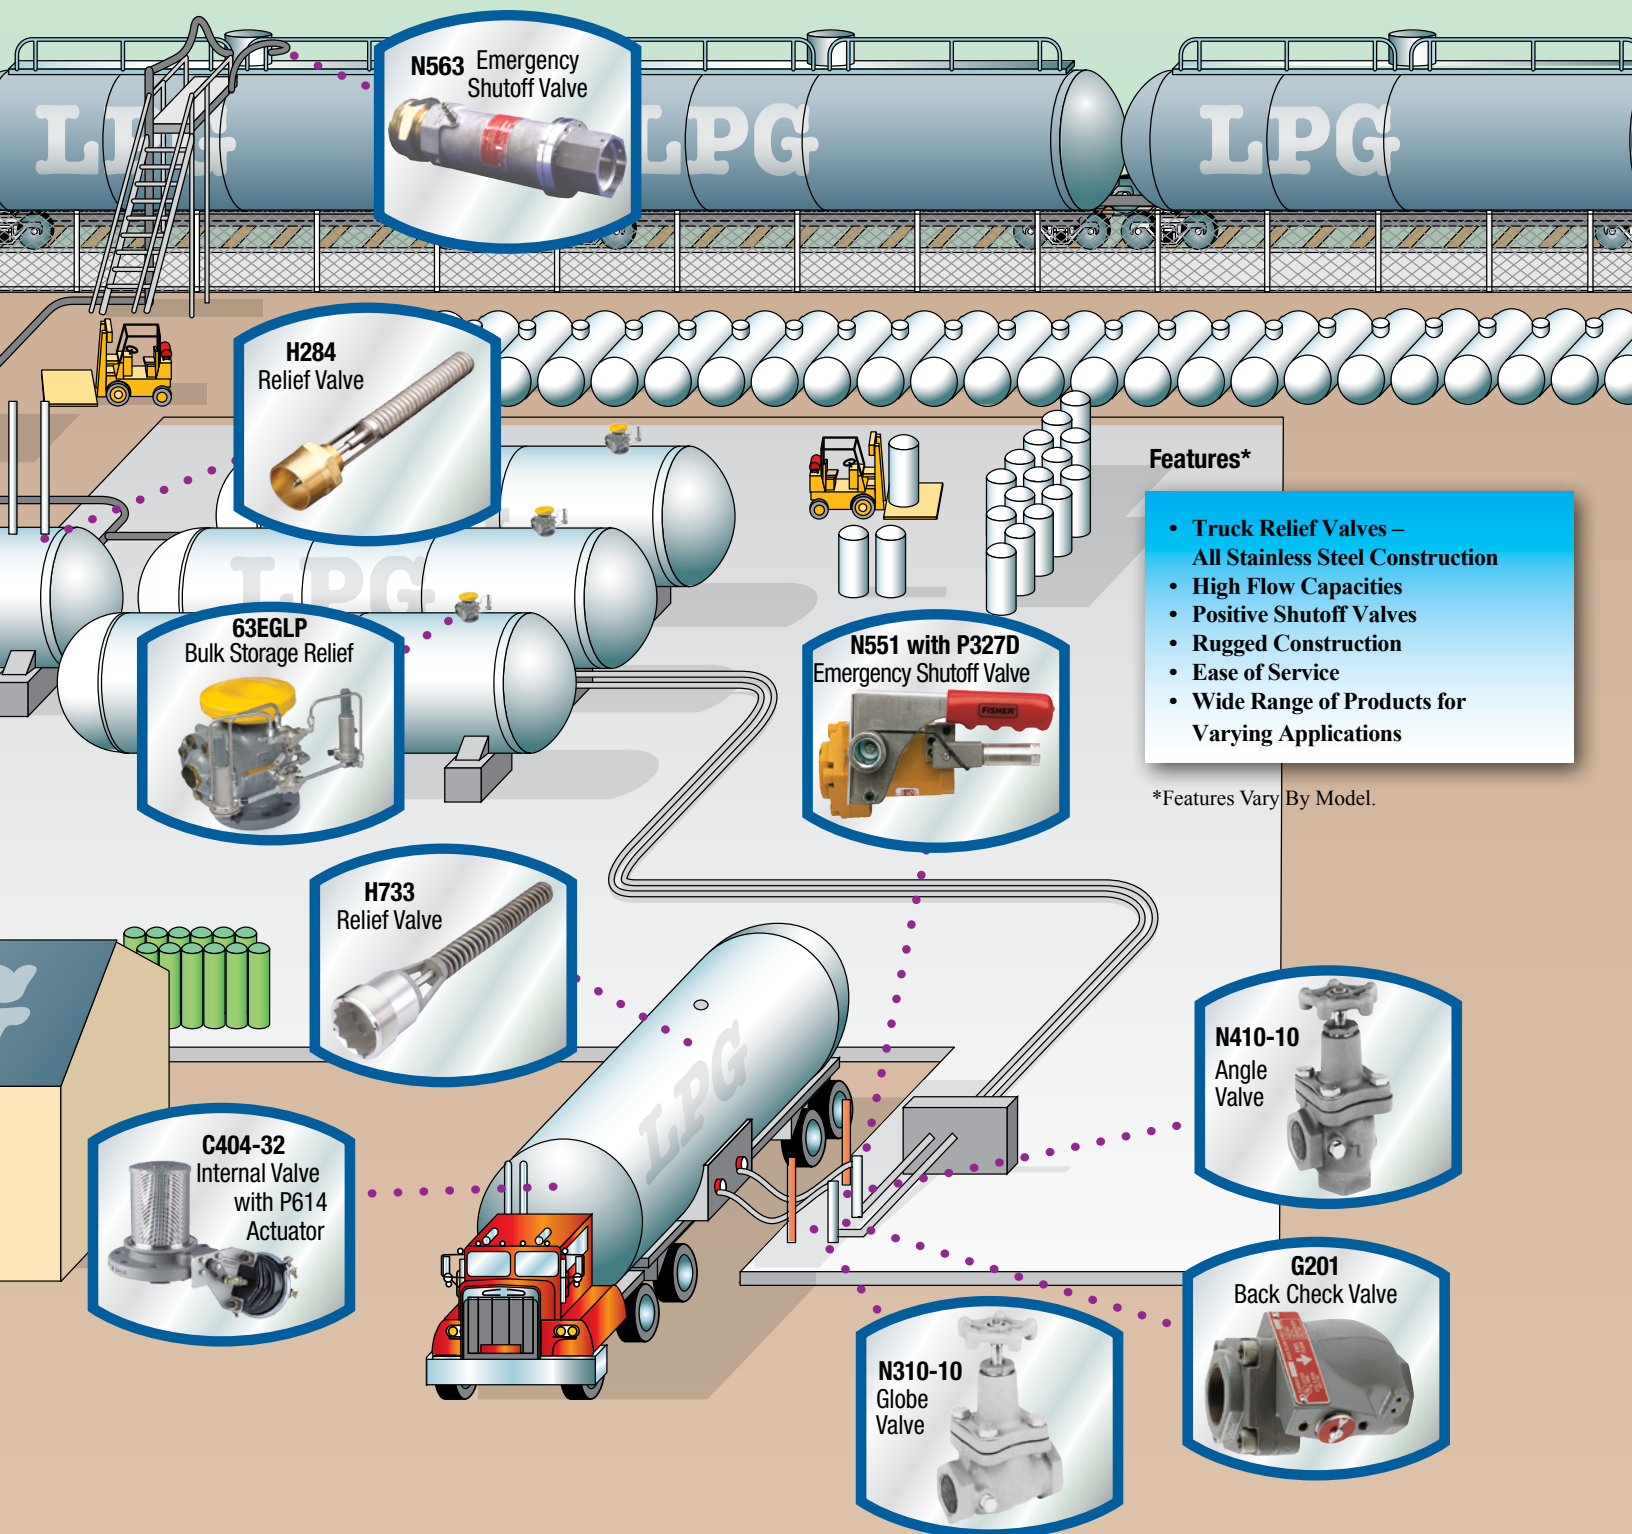 N563 Emergency
Shutoff Valve
LPG
LPG
LPG
H284
Relief Valve
Features*
• Truck Relief Valves –
All Stainless Steel Construction
• High Flow Capacities
• Positive Shutoff Valves
• Rugged Construction
• Ease of Service
• Wide Range of Products for
Varying Applications
*Features Vary By Model.
LPG
63EGLP
Bulk Storage Relief
N551 with P327D
Emergency Shutoff Valve
FISHER
H733
Relief Valve
LPG
N410-10
Angle
Valve
C404-32
Internal Valve
with P614
Actuator
G201
Back Check Valve
N310-10
Globe
Valve